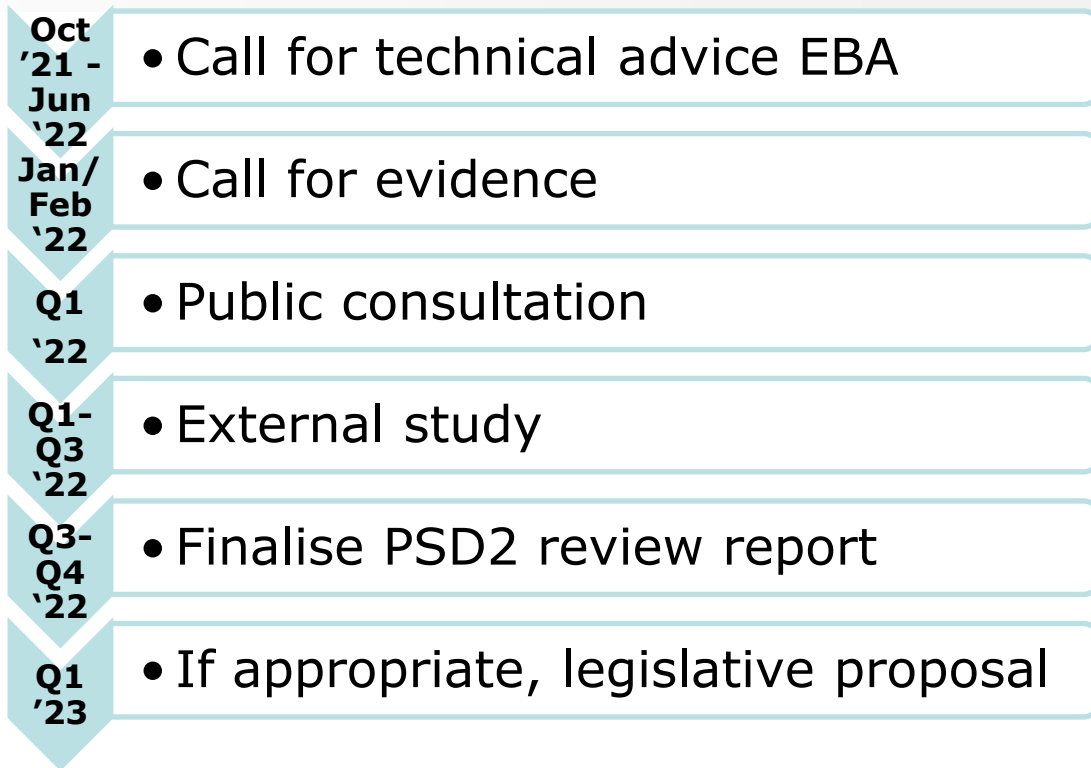 Oct
’21 -
Jun
‘22
• Call for technical advice EBA
Jan/
Feb
‘22
• Call for evidence
Q1
‘22
• Public consultation
Q1-
Q3
‘22
• External study
Q3-
Q4
‘22
• Finalise PSD2 review report
Q1
’23
• If appropriate, legislative proposal